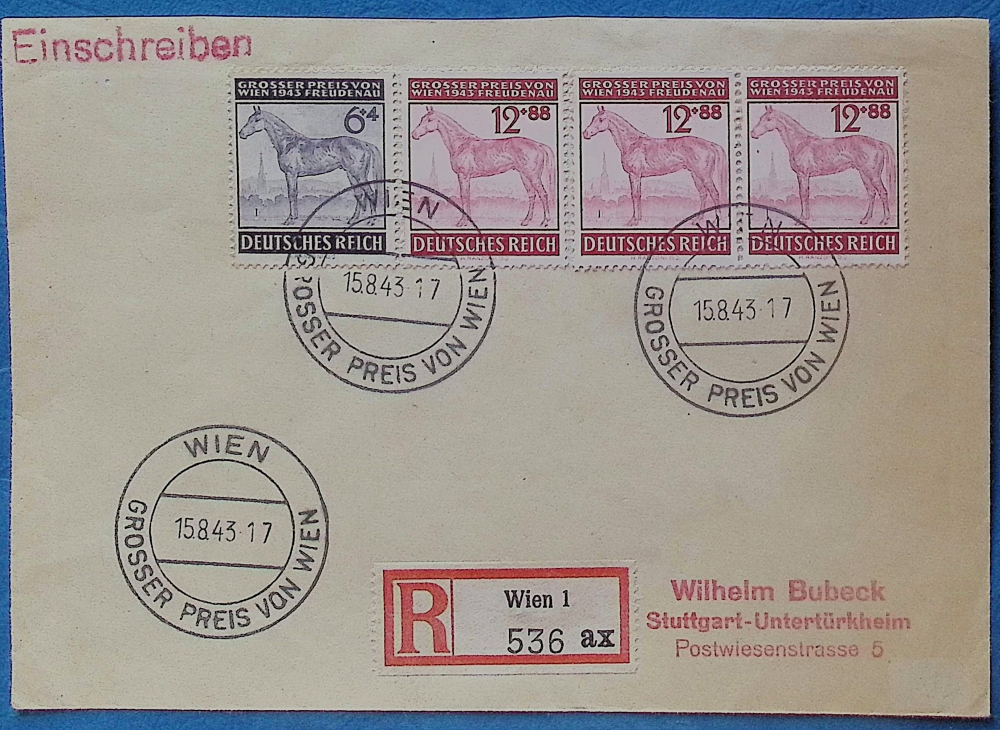 Einschreiben
GROSSER PREIS VON
WIEN 1943 FREUDENAU
6+4
I
DEUTSCHES REICH
GROSSER PREIS VON
WIEN 1943 FREUDENAU
12+88
DEUTSCHES REICH
GROSSER PREIS VON
WIEN 1943 FREUDENAU
12+88
I
DEUTSCHES REICH
GROSSER PREIS VON
WIEN 1943 FREUDENAU
12+88
DEUTSCHES REICH
WIEN
15.8.43-17
GROSSER PREIS VON WIEN
WIEN
15.8.43-17
GROSSER PREIS VON WIEN
WIEN
15.8.43-17
GROSSER PREIS VON WIEN
R
Wien 1
536 ax
Wilhelm Bubeck
Stuttgart-Untertürkheim
Postwiesenstrasse 5